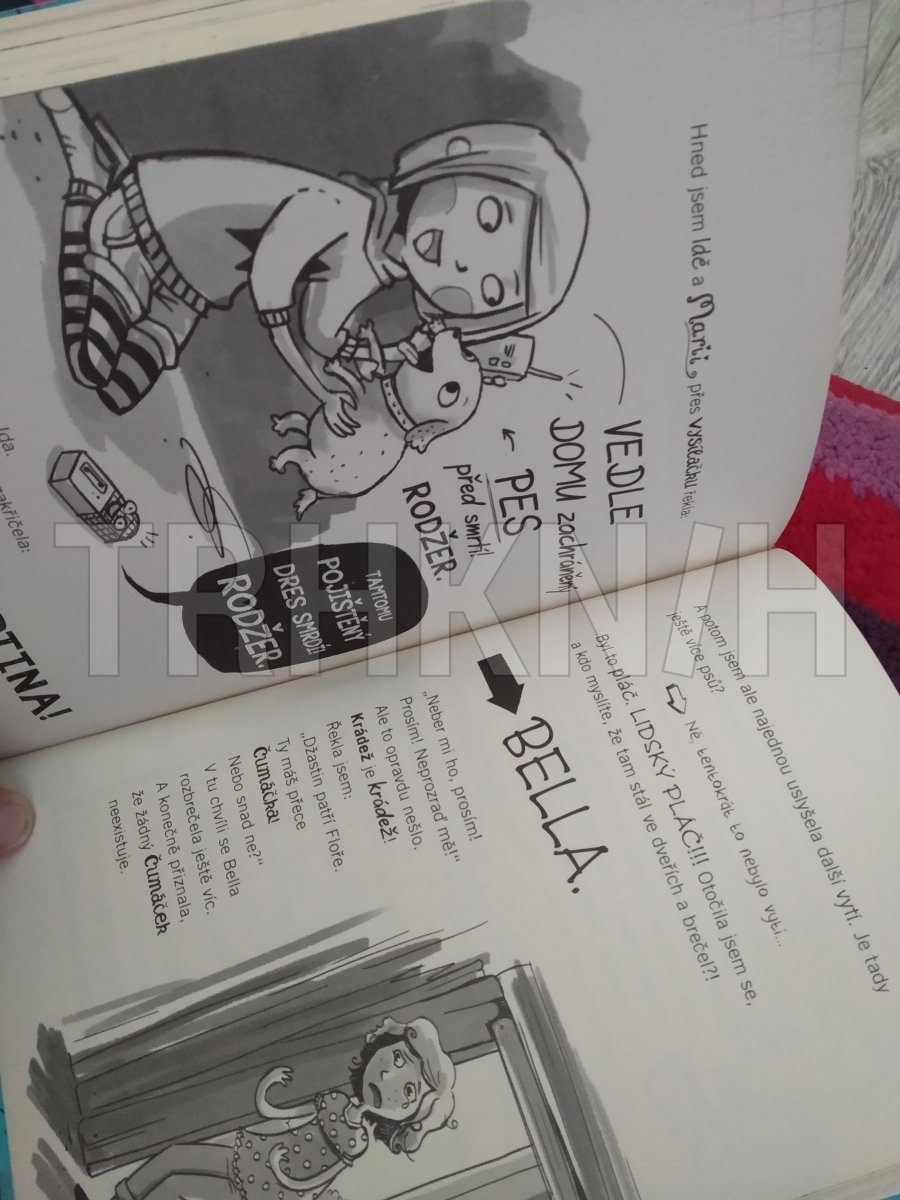 Hned jsem Idě a Marii, přes vysílačku řekla:
VEDLE
DOMU zachráněný
PES
před smrtí!
RODŽER.
TAMTOMU
POJIŠTĚNÝ
DRES SMRDÍ
RODŽER.
zakřičela:
Ida.
A potom jsem ale najednou uslyšela další vytí. Je tady
ještě více psů?
Né, tentokrát to nebylo vytí...
Byl to pláč. LIDSKÝ PLÁČ!!! Otočila jsem se,
a kdo myslíte, že tam stál ve dveřích a brečel?!
BELLA.
„Neber mi ho, prosím!
Prosím! Neprozraď mě!“
Ale to opravdu nešlo.
Krádež je krádež!
Řekla jsem:
„Džastin patří Floře.
Ty máš přece
Čumáčka!
Nebo snad ne?“
V tu chvíli se Bella
rozbrečela ještě víc.
A konečně přiznala,
že žádný Čumáček
neexistuje.
TRHKNIH